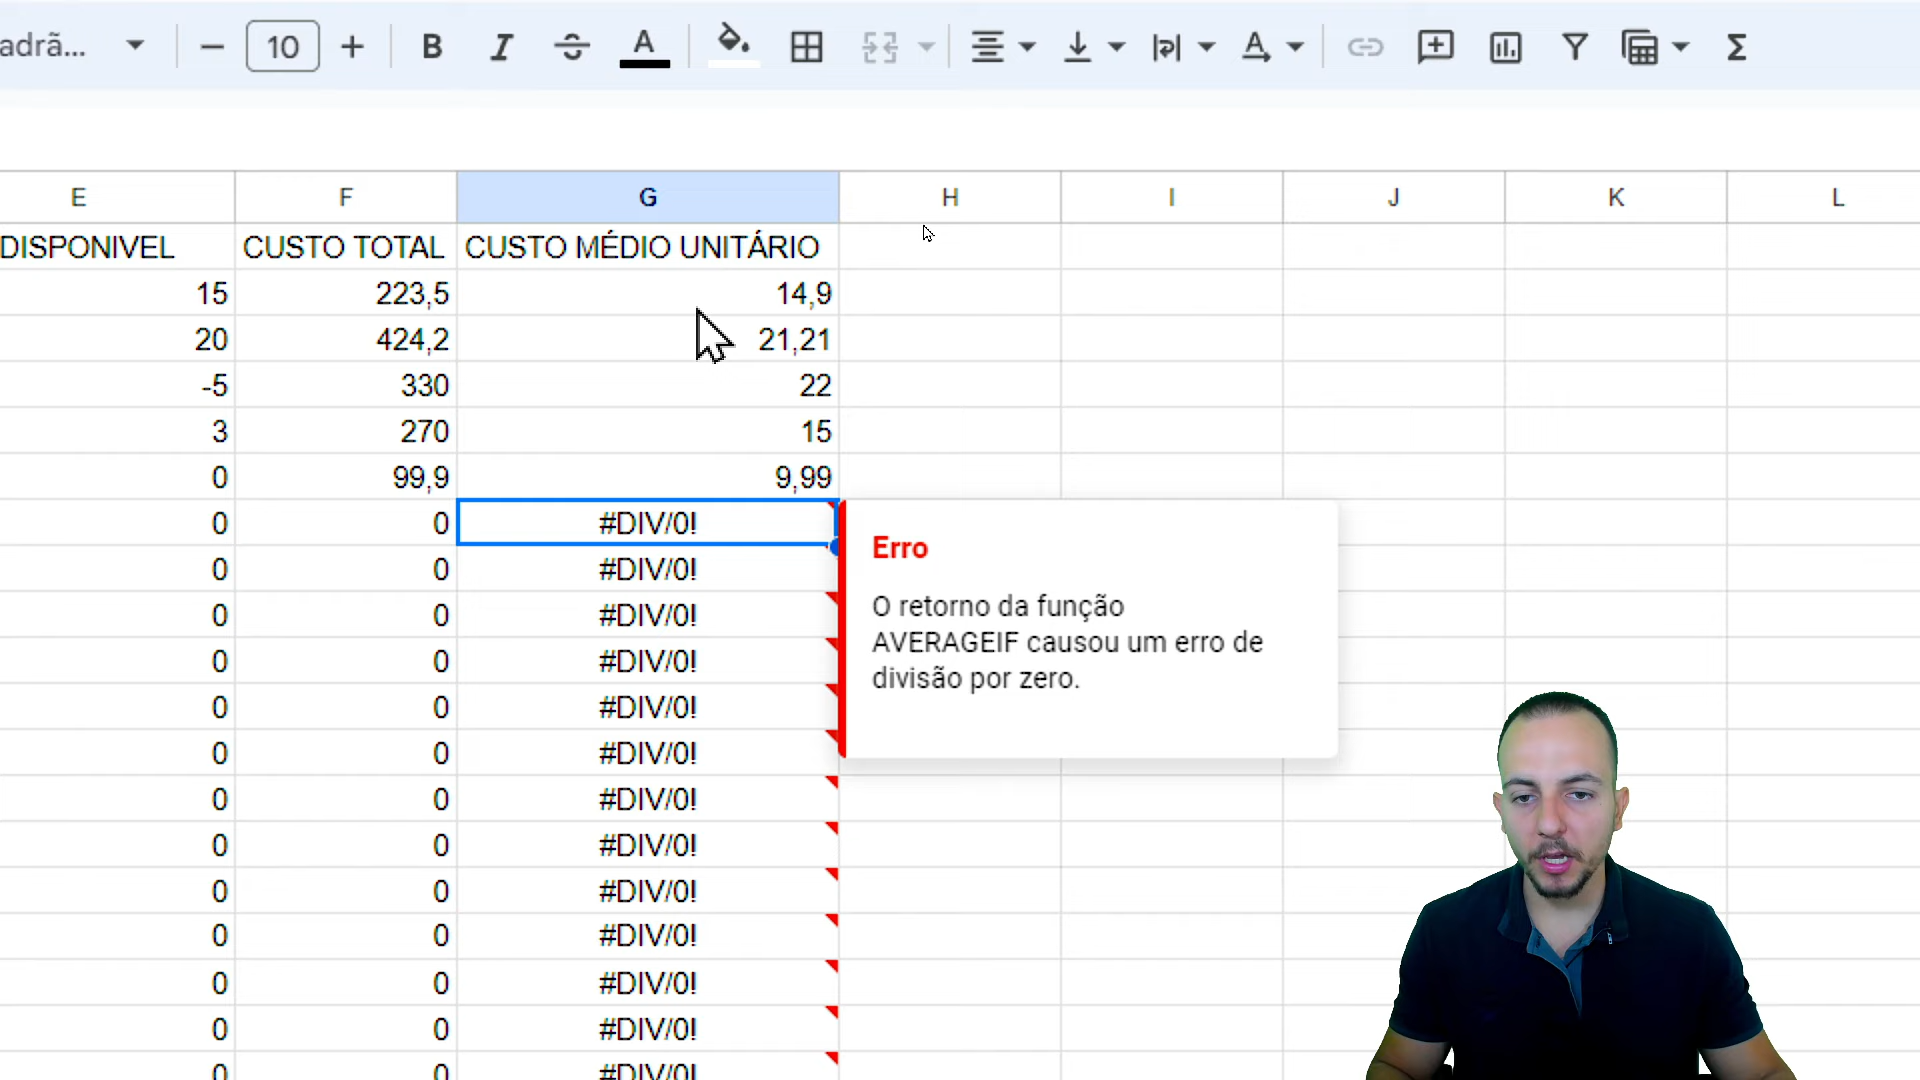 adrã... 10 B I S A A Σ
E F G H I J K L
DISPONIVEL CUSTO TOTAL CUSTO MÉDIO UNITÁRIO
15 223,5 14,9
20 424,2 21,21
-5 330 22
3 270 15
0 99,9 9,99
0 0 #DIV/0!
0 0 #DIV/0!
0 0 #DIV/0!
0 0 #DIV/0!
0 0 #DIV/0!
0 0 #DIV/0!
0 0 #DIV/0!
0 0 #DIV/0!
0 0 #DIV/0!
0 0 #DIV/0!
0 0 #DIV/0!
0 0 #DIV/0!
0 0 #DIV/0!
Erro
O retorno da função
AVERAGEIF causou um erro de
divisão por zero.